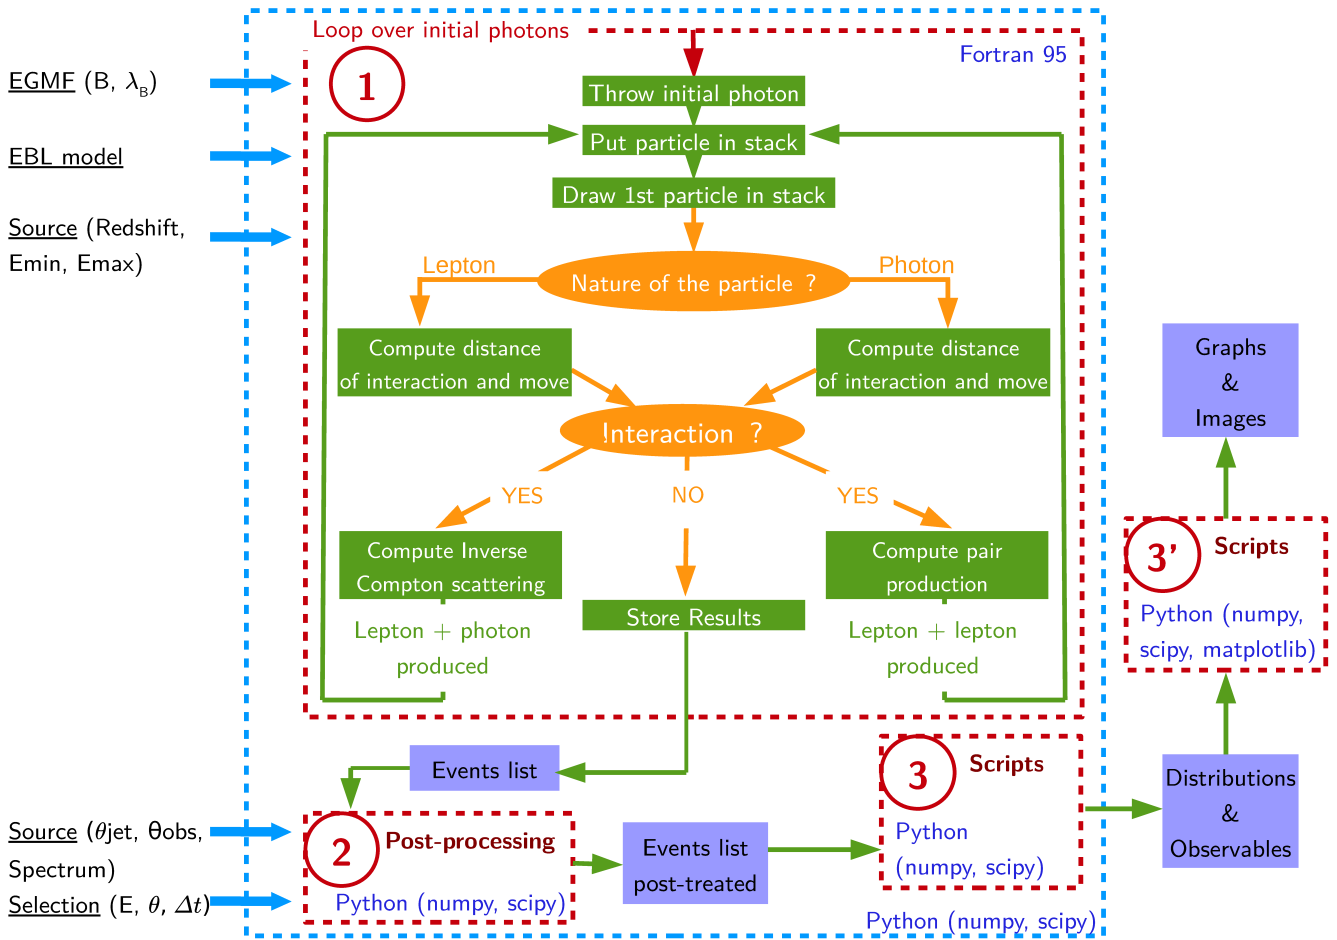 Loop over initial photons
Fortran 95
1
EGMF (B, λB)
EBL model
Source (Redshift,
Emin, Emax)
Throw initial photon
Put particle in stack
Draw 1st particle in stack
Lepton
Photon
Nature of the particle ?
Compute distance
of interaction and move
Compute distance
of interaction and move
Interaction ?
YES
NO
YES
Compute Inverse
Compton scattering
Compute pair
production
Store Results
Lepton + photon
produced
Lepton + lepton
produced
Events list
Source (θjet, θobs,
Spectrum)
Selection (E, θ, Δt)
2
Post-processing
Python (numpy, scipy)
Events list
post-treated
3
Scripts
Python
(numpy, scipy)
Python (numpy, scipy)
Distributions
&
Observables
3'
Scripts
Python (numpy,
scipy, matplotlib)
Graphs
&
Images